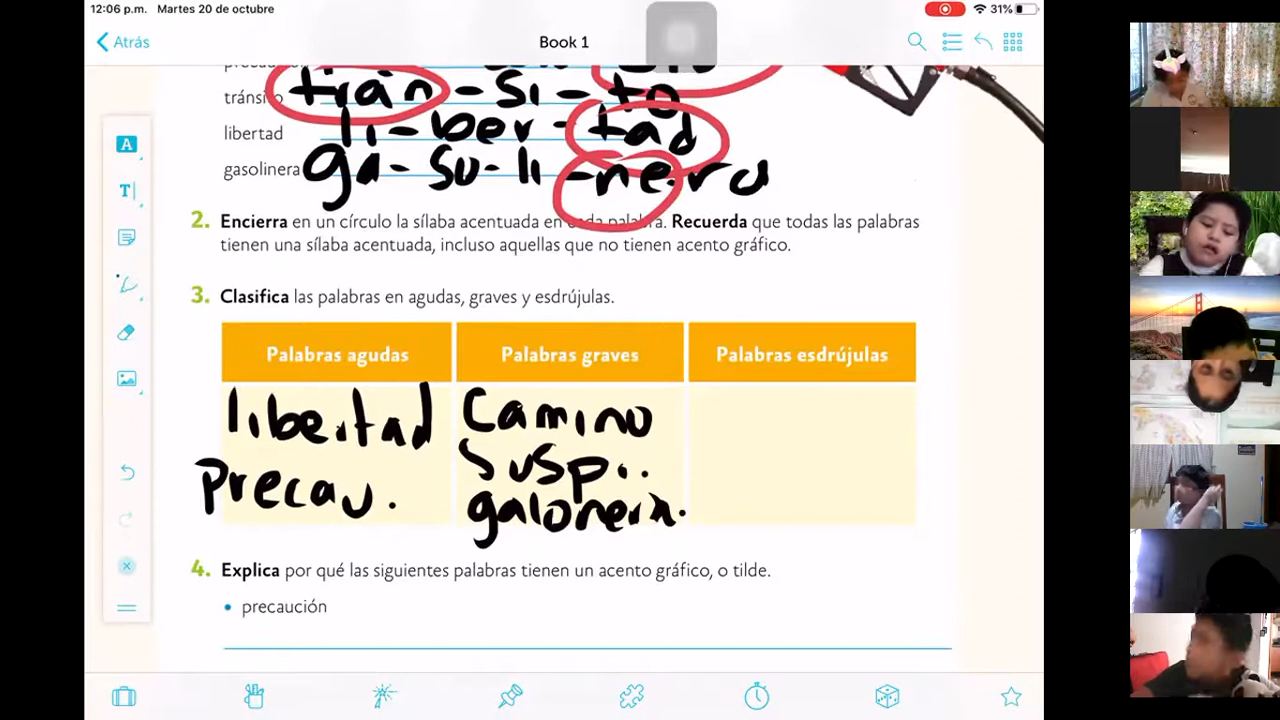 12:06 p.m. Martes 20 de octubre
31%
Atrás
Book 1
tránsito trán - si - to
libertad li - ber - tad
gasolinera ga - so - li - nera
2. Encierra en un círculo la sílaba acentuada en cada palabra. Recuerda que todas las palabras
tienen una sílaba acentuada, incluso aquellas que no tienen acento gráfico.
3. Clasifica las palabras en agudas, graves y esdrújulas.
Palabras agudas Palabras graves Palabras esdrújulas
libertad Camino
Precau. Susp...
galonera.
4. Explica por qué las siguientes palabras tienen un acento gráfico, o tilde.
• precaución